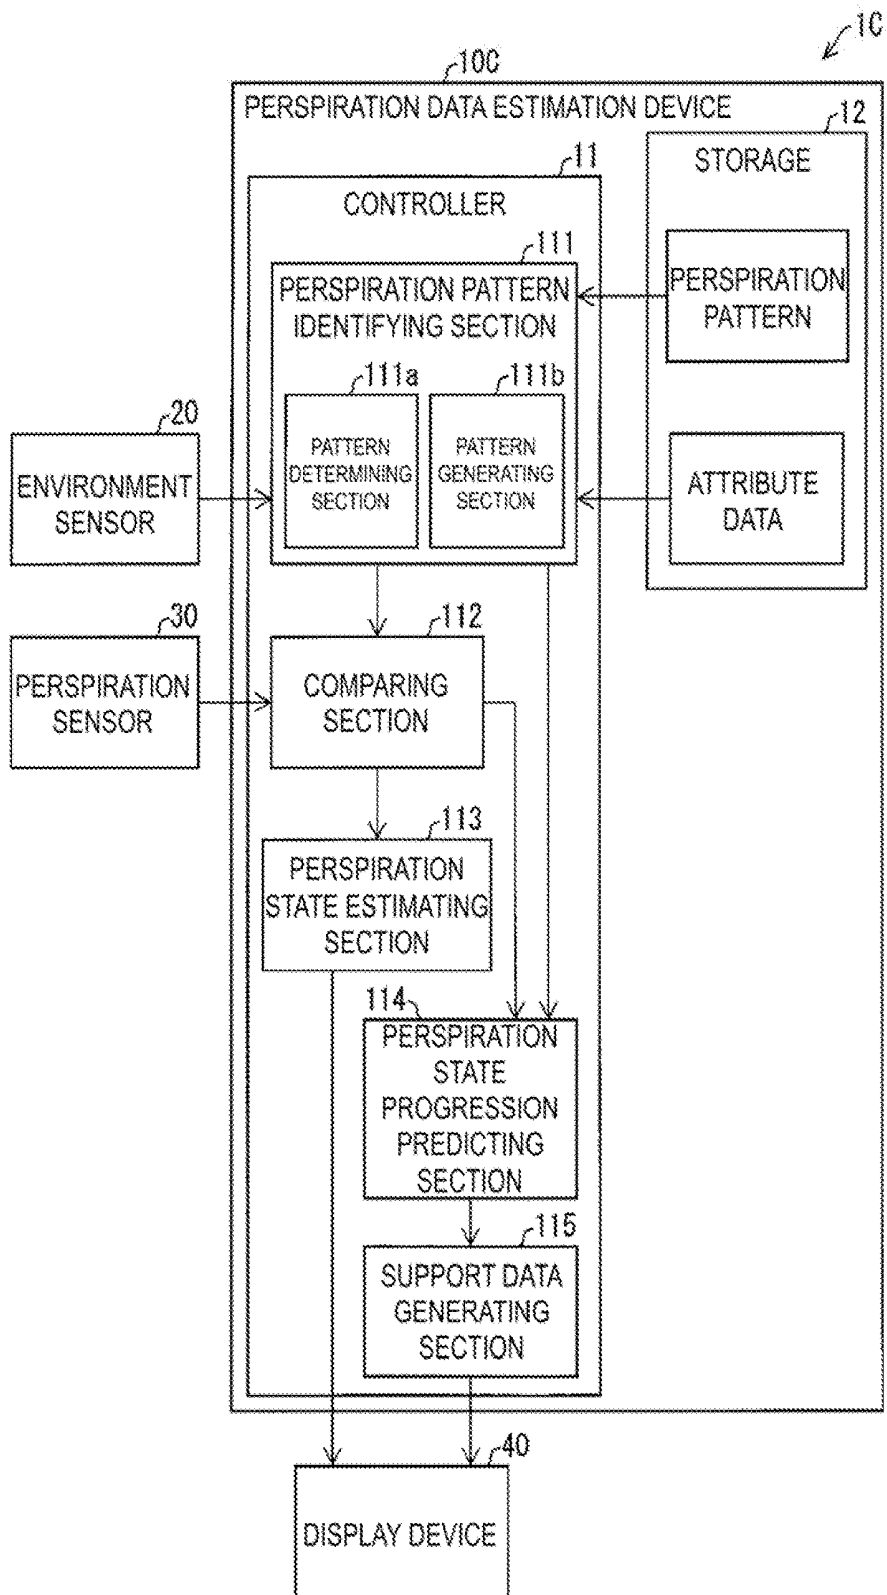 1C
10C
PERSPIRATION DATA ESTIMATION DEVICE
12
STORAGE
11
CONTROLLER
111
PERSPIRATION PATTERN
IDENTIFYING SECTION
PERSPIRATION
PATTERN
111a
PATTERN
DETERMINING
SECTION
111b
PATTERN
GENERATING
SECTION
ATTRIBUTE
DATA
20
ENVIRONMENT
SENSOR
30
PERSPIRATION
SENSOR
112
COMPARING
SECTION
113
PERSPIRATION
STATE ESTIMATING
SECTION
114
PERSPIRATION
STATE
PROGRESSION
PREDICTING
SECTION
115
SUPPORT DATA
GENERATING
SECTION
40
DISPLAY DEVICE